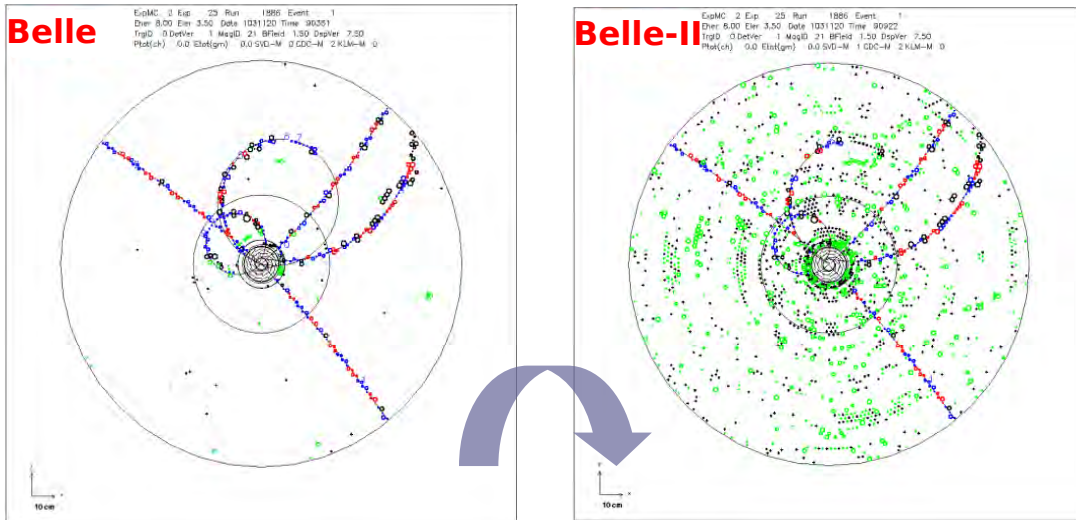 Belle
ExpMC 2 Exp 25 Run 1886 Event 1
Eher 8.00 Eler 3.50 Date 1031120 Time 90351
TrgID 0 DetVer 1 MagID 21 BField 1.50 DspVer 7.50
Ptot(ch) 0.0 Etot(gm) 0.0 SVD-M 0 CDC-M 2 KLM-M 0
10 cm
Belle-II
ExpMC 2 Exp 25 Run 1886 Event 1
Eher 8.00 Eler 3.50 Date 1031120 Time 90922
TrgID 0 DetVer 1 MagID 21 BField 1.50 DspVer 7.50
Ptot(ch) 0.0 Etot(gm) 0.0 SVD-M 1 CDC-M 2 KLM-M 0
10 cm